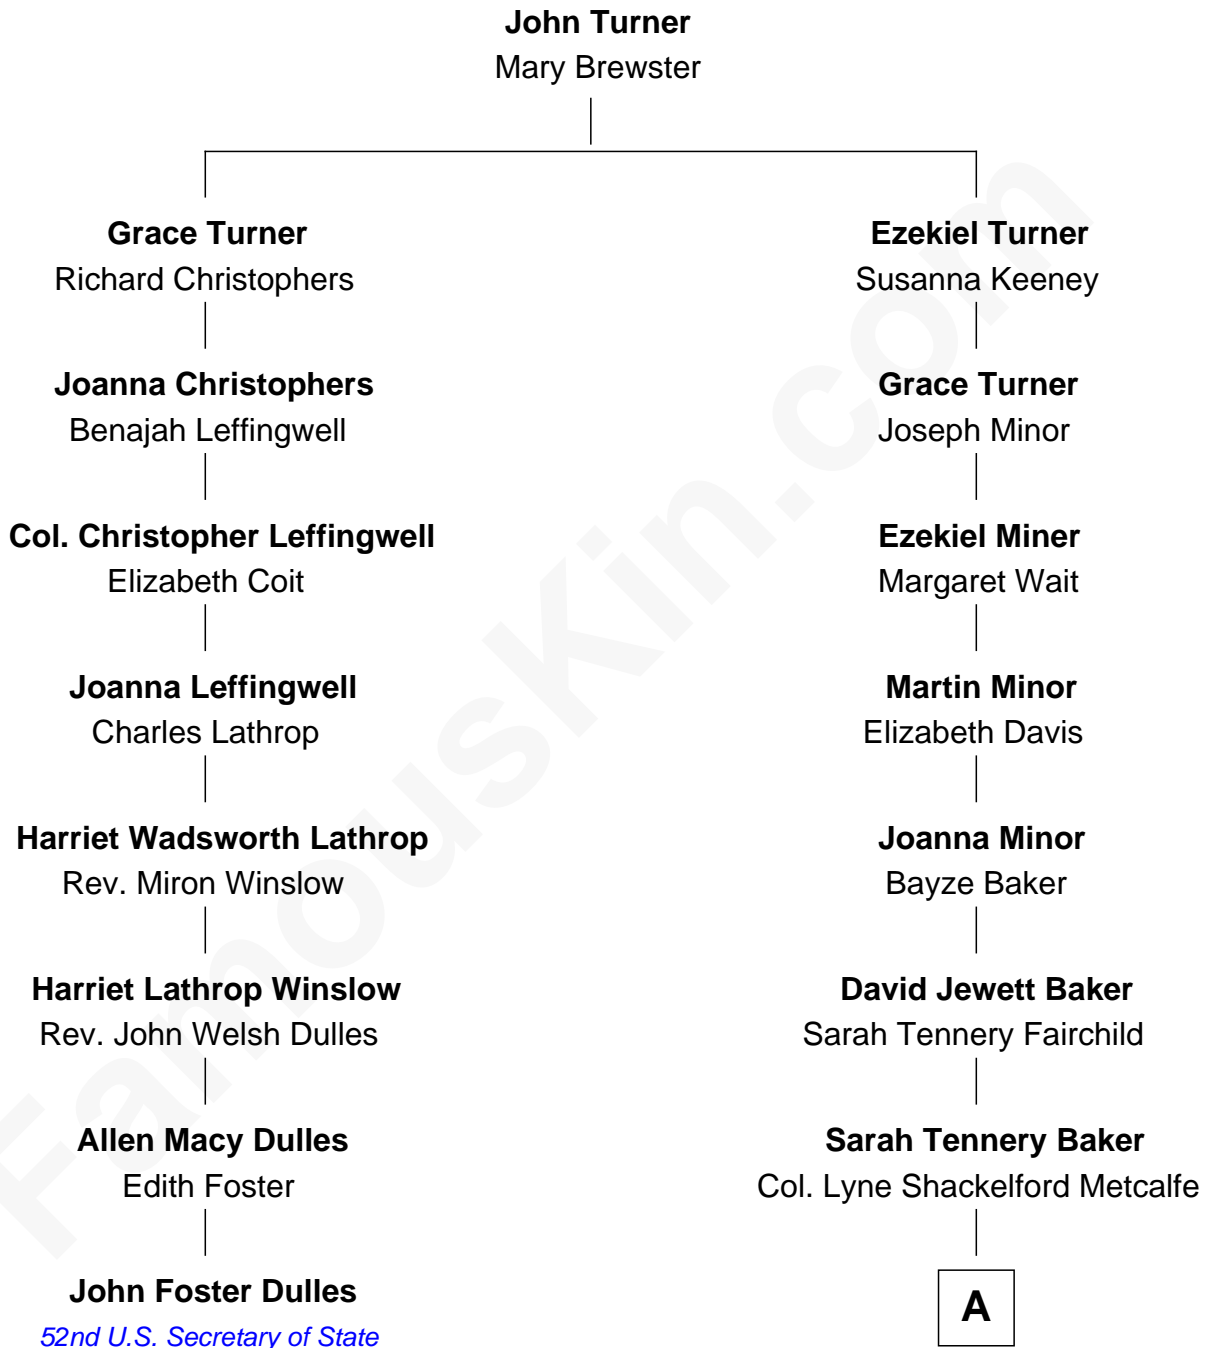 John Turner
Mary Brewster
Grace Turner
Richard Christophers
Joanna Christophers
Benajah Leffingwell
Col. Christopher Leffingwell
Elizabeth Coit
Joanna Leffingwell
Charles Lathrop
Harriet Wadsworth Lathrop
Rev. Miron Winslow
Harriet Lathrop Winslow
Rev. John Welsh Dulles
Allen Macy Dulles
Edith Foster
John Foster Dulles
52nd U.S. Secretary of State
Ezekiel Turner
Susanna Keeney
Grace Turner
Joseph Minor
Ezekiel Miner
Margaret Wait
Martin Minor
Elizabeth Davis
Joanna Minor
Bayze Baker
David Jewett Baker
Sarah Tennery Fairchild
Sarah Tennery Baker
Col. Lyne Shackelford Metcalfe
A
FamousKin.com